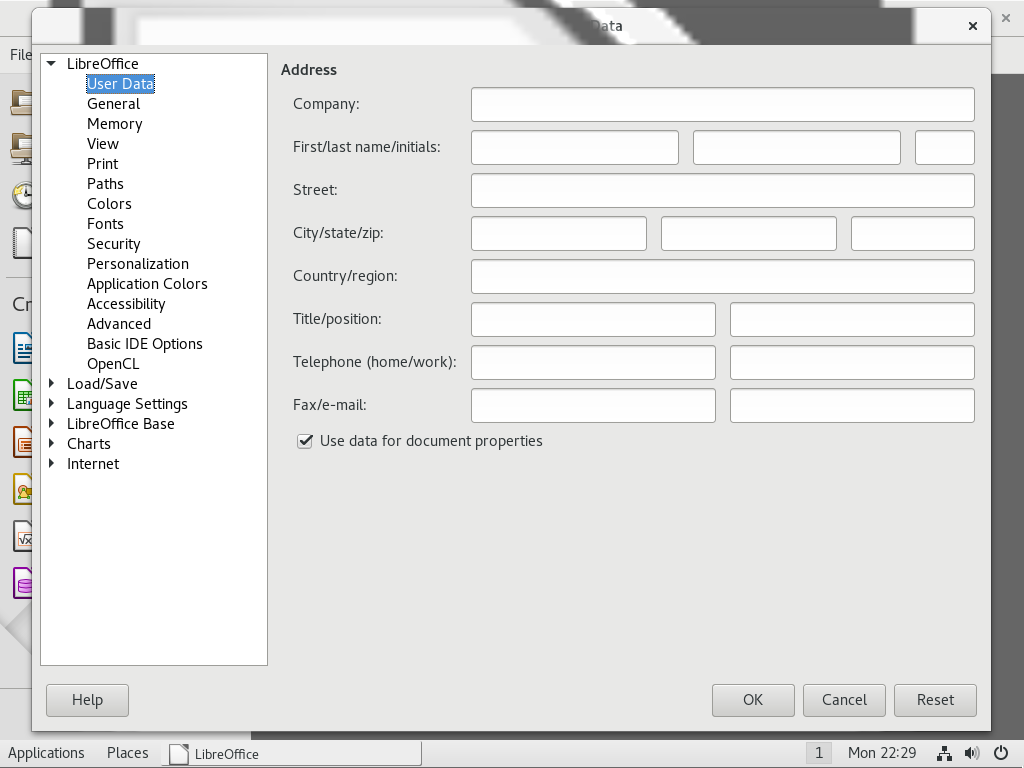 Data
File
LibreOffice
User Data
General
Memory
View
Print
Paths
Colors
Fonts
Security
Personalization
Application Colors
Accessibility
Advanced
Basic IDE Options
OpenCL
Load/Save
Language Settings
LibreOffice Base
Charts
Internet
Address
Company:
First/last name/initials:
Street:
City/state/zip:
Country/region:
Title/position:
Telephone (home/work):
Fax/e-mail:
Use data for document properties
Cr
Help
OK
Cancel
Reset
Applications
Places
LibreOffice
1
Mon 22:29